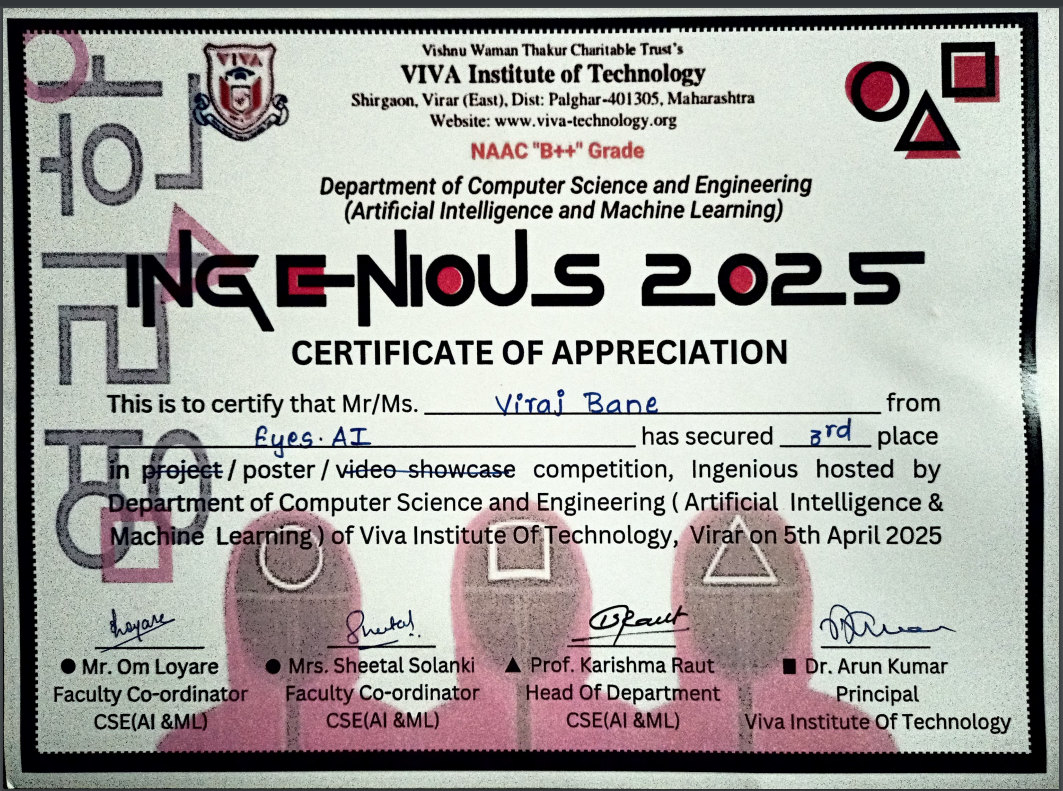 VIVA
Vishnu Waman Thakur Charitable Trust's
VIVA Institute of Technology
Shirgaon, Virar (East), Dist: Palghar-401305, Maharashtra
Website: www.viva-technology.org
NAAC "B++" Grade
Department of Computer Science and Engineering
(Artificial Intelligence and Machine Learning)
INGE-NIOUS 2025
CERTIFICATE OF APPRECIATION
This is to certify that Mr/Ms. Viraj Bane from
Eyes. AI has secured 3rd place
in project / poster / video showcase competition, Ingenious hosted by
Department of Computer Science and Engineering ( Artificial Intelligence &
Machine Learning ) of Viva Institute Of Technology, Virar on 5th April 2025
Loyare Sheetal BRaut
● Mr. Om Loyare ● Mrs. Sheetal Solanki ▲ Prof. Karishma Raut ■ Dr. Arun Kumar
Faculty Co-ordinator Faculty Co-ordinator Head Of Department Principal
CSE(AI &ML) CSE(AI &ML) CSE(AI &ML) Viva Institute Of Technology